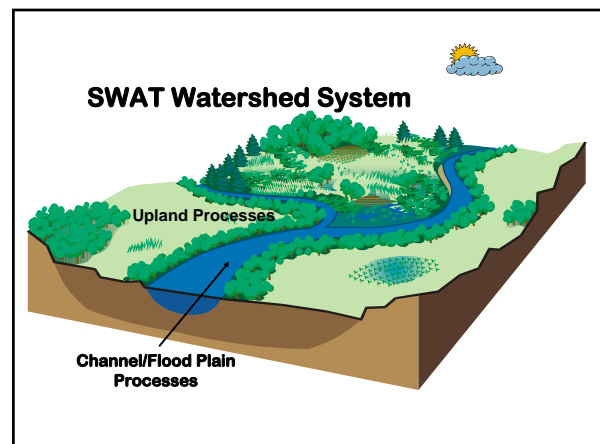 SWAT Watershed System
Upland Processes
Channel/Flood Plain
Processes